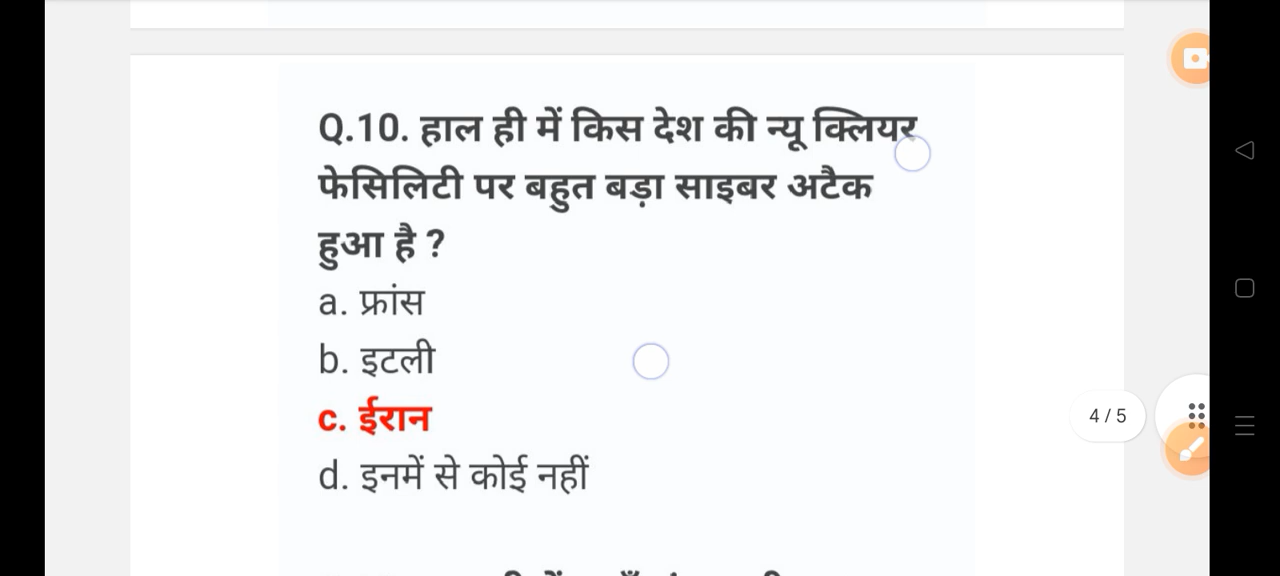 Q.10. हाल ही में किस देश की न्यू क्लियर
फेसिलिटी पर बहुत बड़ा साइबर अटैक
हुआ है ?
a. फ्रांस
b. इटली
c. ईरान
4 / 5
d. इनमें से कोई नहीं